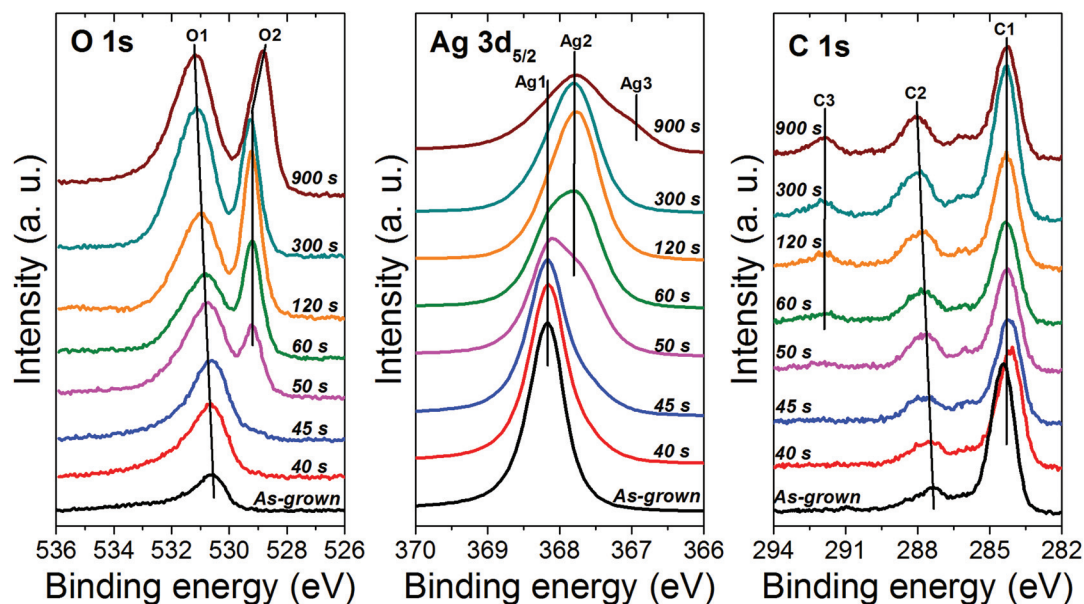 O 1s
O1
O2
900 s
300 s
120 s
60 s
50 s
45 s
40 s
As-grown
536 534 532 530 528 526
Binding energy (eV)
Intensity (a. u.)
Ag 3d5/2
Ag1
Ag2
Ag3
900 s
300 s
120 s
60 s
50 s
45 s
40 s
As-grown
370 369 368 367 366
Binding energy (eV)
Intensity (a. u.)
C 1s
C1
C2
C3
900 s
300 s
120 s
60 s
50 s
45 s
40 s
As-grown
294 291 288 285 282
Binding energy (eV)
Intensity (a. u.)